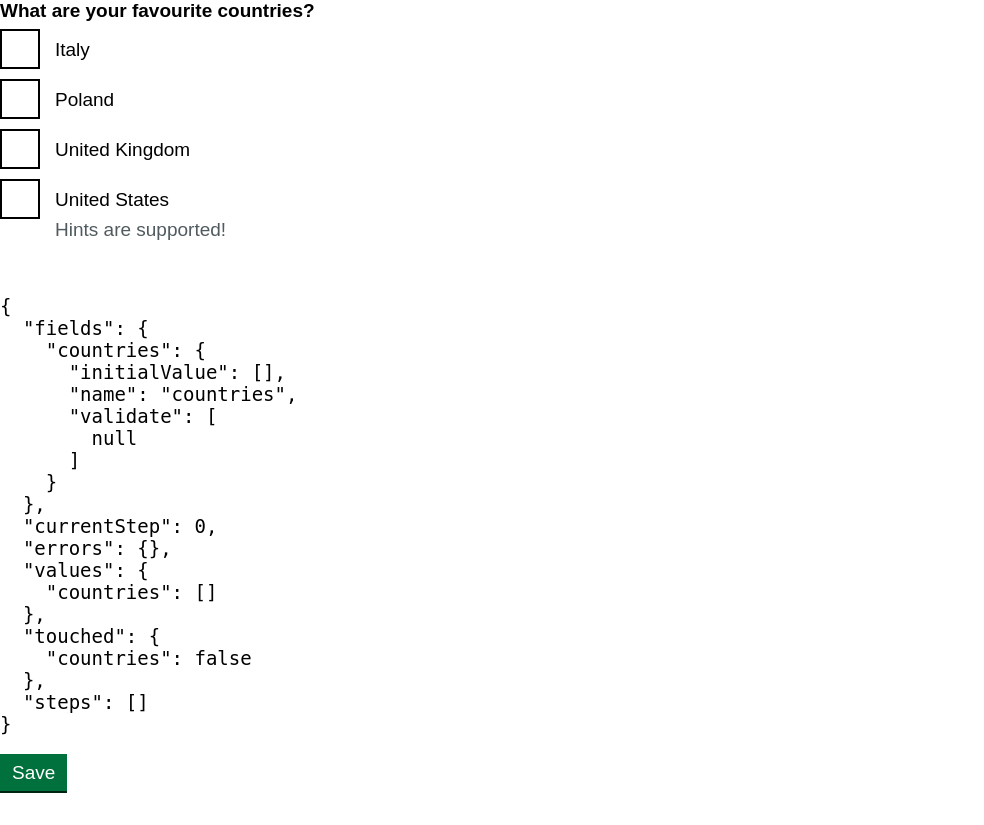 What are your favourite countries?
Italy
Poland
United Kingdom
United States
Hints are supported!
{
  "fields": {
    "countries": {
      "initialValue": [],
      "name": "countries",
      "validate": [
        null
      ]
    }
  },
  "currentStep": 0,
  "errors": {},
  "values": {
    "countries": []
  },
  "touched": {
    "countries": false
  },
  "steps": []
}
Save